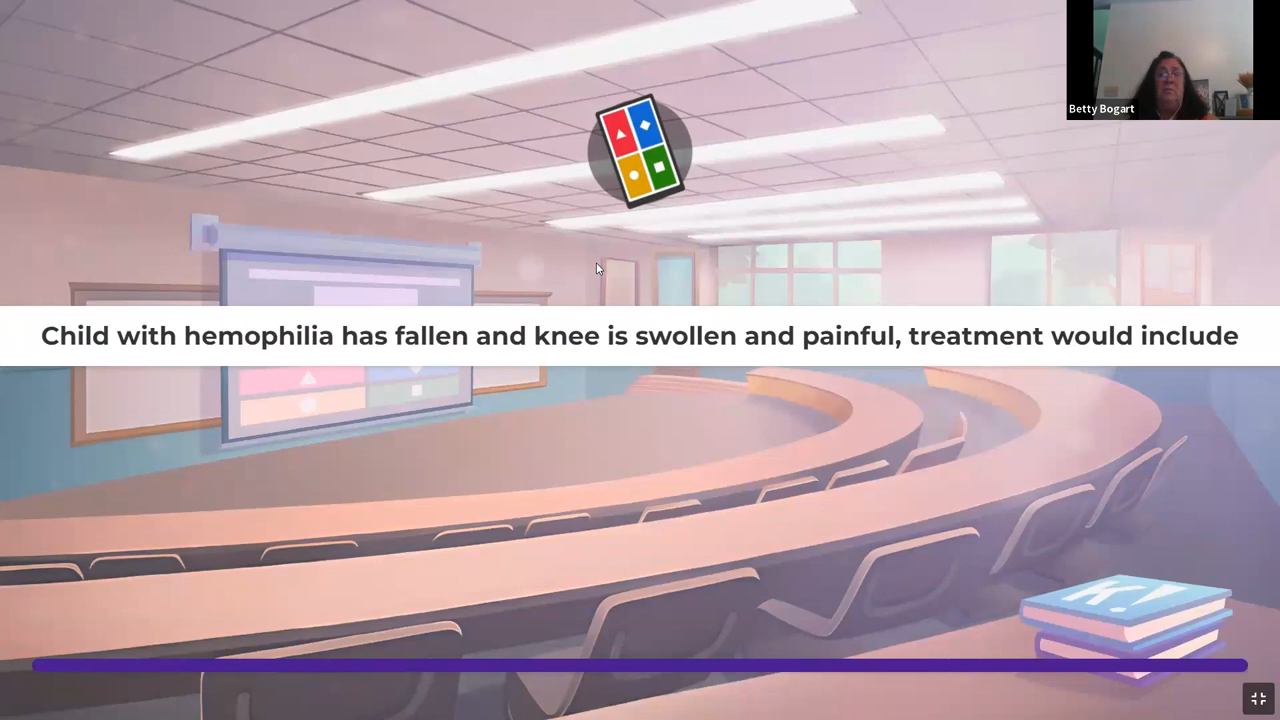 Betty Bogart
Child with hemophilia has fallen and knee is swollen and painful, treatment would include
K!